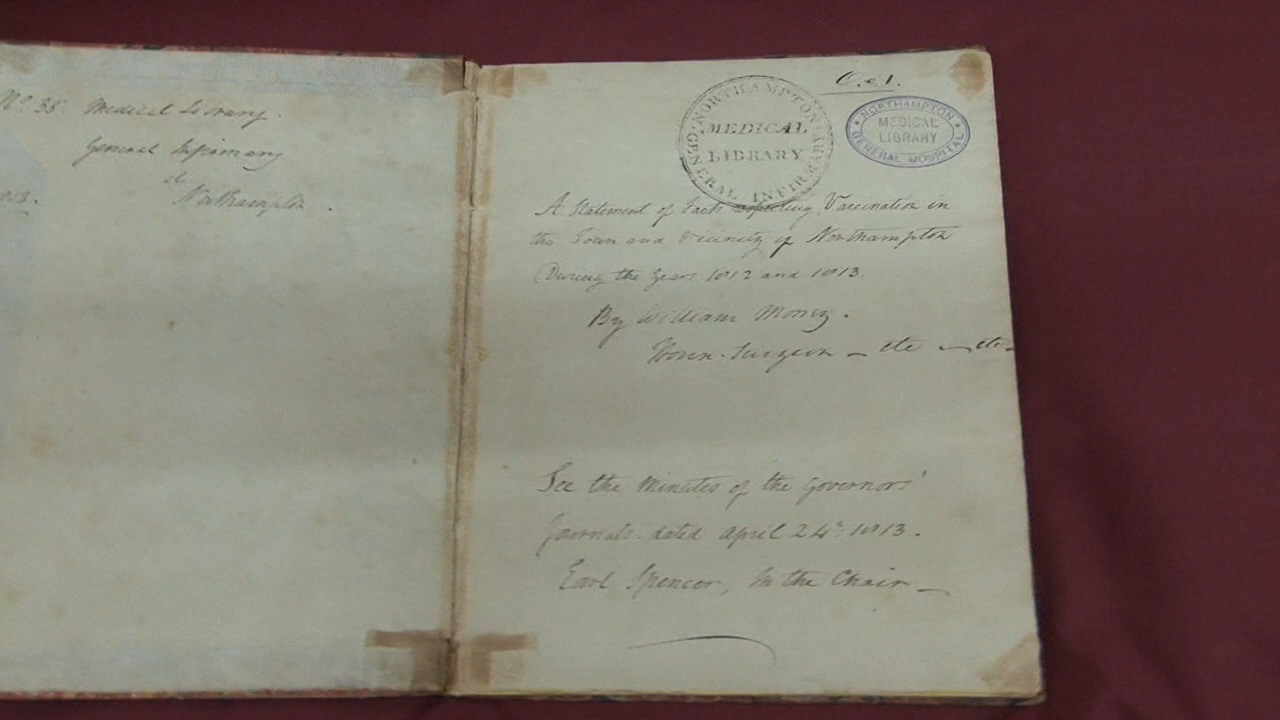 No. 38 Medical Library.
General Infirmary
at
Northampton.
O.e.1.
NORTHAMPTON GENERAL INFIRMARY
MEDICAL
LIBRARY
NORTHAMPTON
MEDICAL
LIBRARY
GENERAL HOSPITAL
A Statement of Facts respecting Vaccination in
the Town and Vicinity of Northampton
During the Years 1812 and 1813.
By William Money.
House-Surgeon — etc — etc
See the Minutes of the Governors'
Journals. dated April 24th 1813.
Earl Spencer, in the Chair—